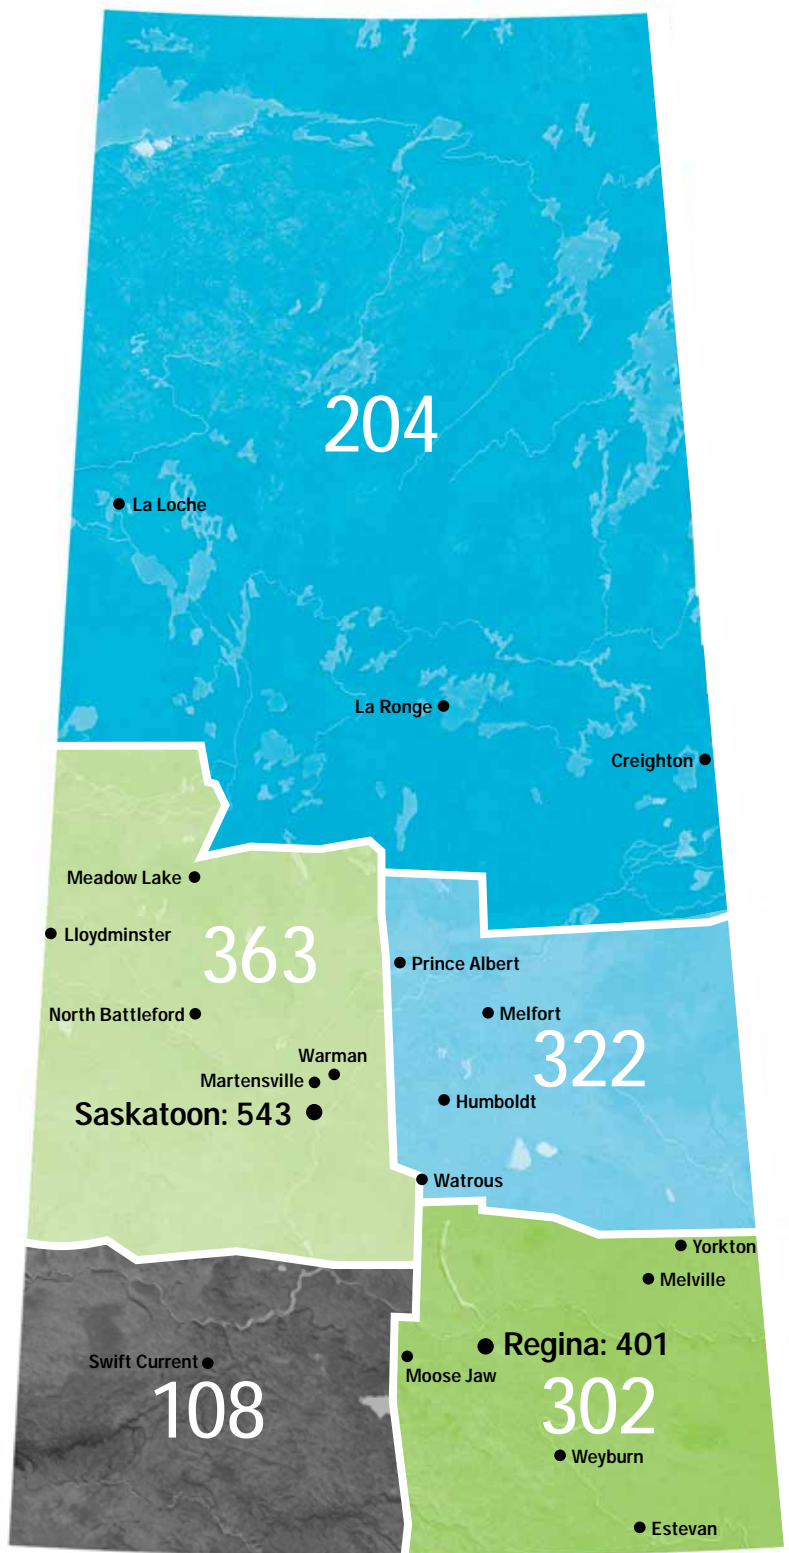 204
La Loche
La Ronge
Creighton
Meadow Lake
Lloydminster
363
Prince Albert
North Battleford
Melfort
322
Warman
Martensville
Humboldt
Saskatoon: 543
Watrous
Yorkton
Melville
Regina: 401
Swift Current
Moose Jaw
108
302
Weyburn
Estevan